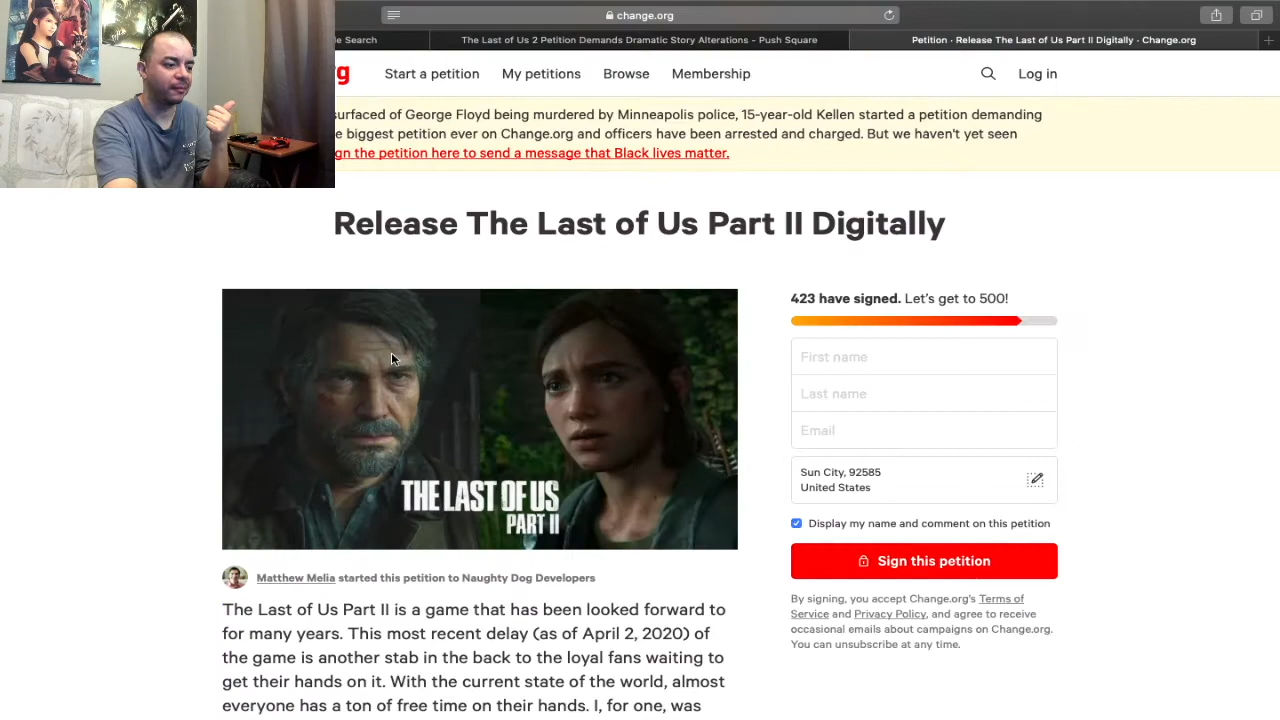 change.org
e Search
The Last of Us 2 Petition Demands Dramatic Story Alterations - Push Square
Petition · Release The Last of Us Part II Digitally · Change.org
g
Start a petition
My petitions
Browse
Membership
Log in
surfaced of George Floyd being murdered by Minneapolis police, 15-year-old Kellen started a petition demanding
e biggest petition ever on Change.org and officers have been arrested and charged. But we haven't yet seen
gn the petition here to send a message that Black lives matter.
Release The Last of Us Part II Digitally
423 have signed. Let's get to 500!
First name
Last name
Email
Sun City, 92585
United States
Display my name and comment on this petition
Sign this petition
By signing, you accept Change.org's Terms of
Service and Privacy Policy, and agree to receive
occasional emails about campaigns on Change.org.
You can unsubscribe at any time.
THE LAST OF US
PART II
Matthew Melia started this petition to Naughty Dog Developers
The Last of Us Part II is a game that has been looked forward to
for many years. This most recent delay (as of April 2, 2020) of
the game is another stab in the back to the loyal fans waiting to
get their hands on it. With the current state of the world, almost
everyone has a ton of free time on their hands. I, for one, was